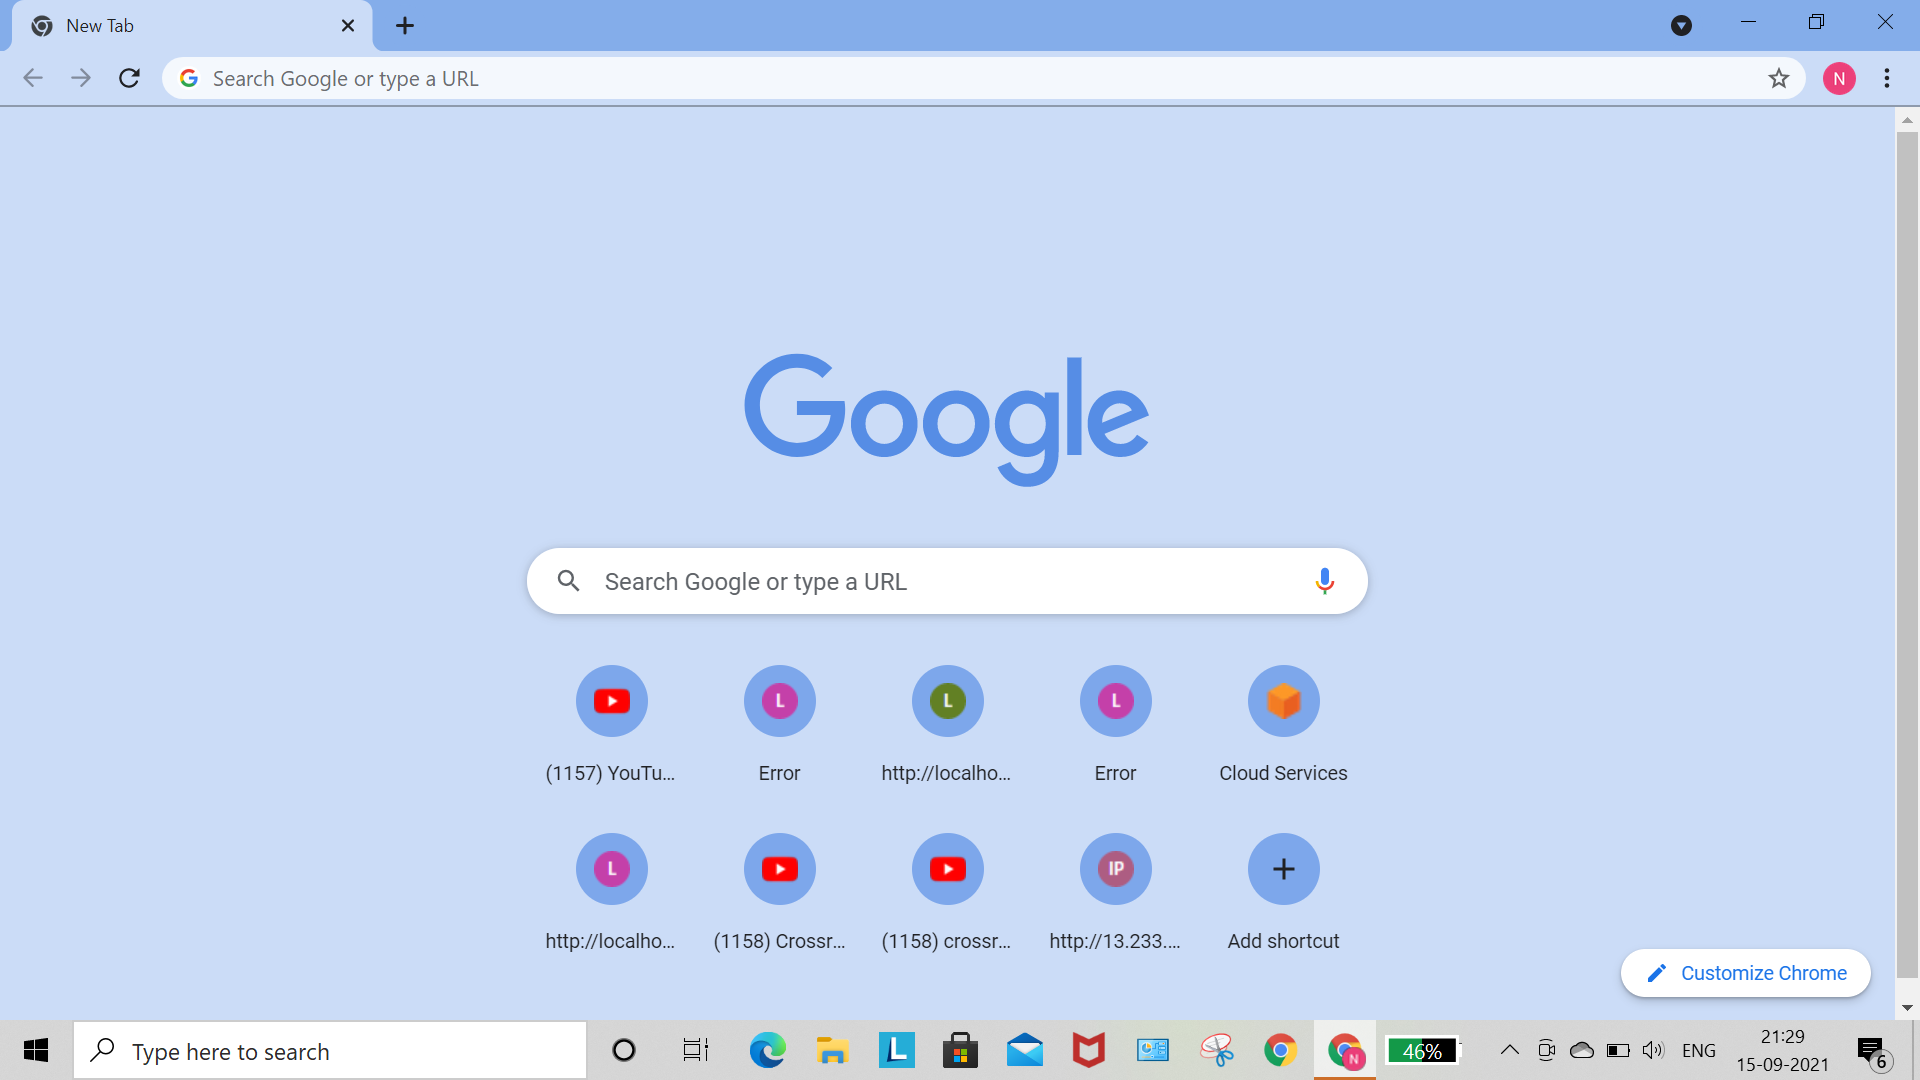 New Tab
Search Google or type a URL
N
Google
Search Google or type a URL
L
L
L
(1157) YouTu...
Error
http://localho...
Error
Cloud Services
L
IP
http://localho...
(1158) Crossr...
(1158) crossr...
http://13.233....
Add shortcut
Customize Chrome
Type here to search
L
N
46%
ENG
21:29
15-09-2021
6